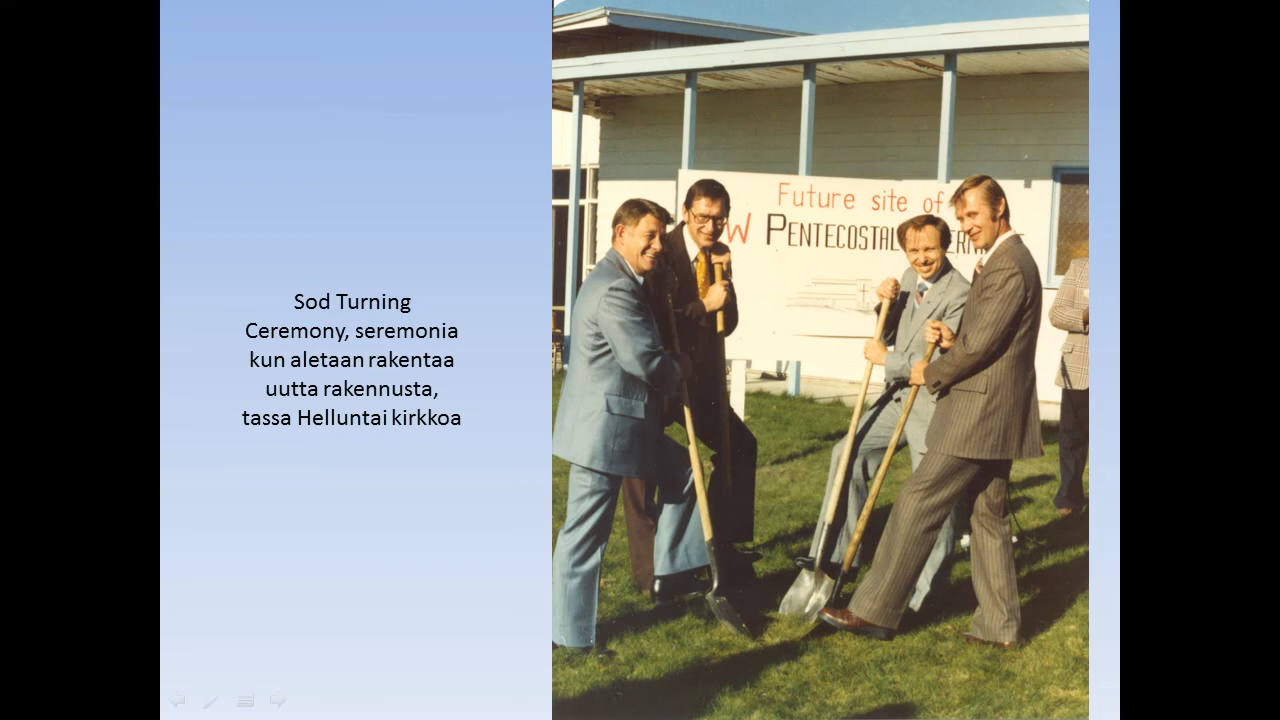 Sod Turning
Ceremony, seremonia
kun aletaan rakentaa
uutta rakennusta,
tassa Helluntai kirkkoa
Future site of
W PENTECOSTAL